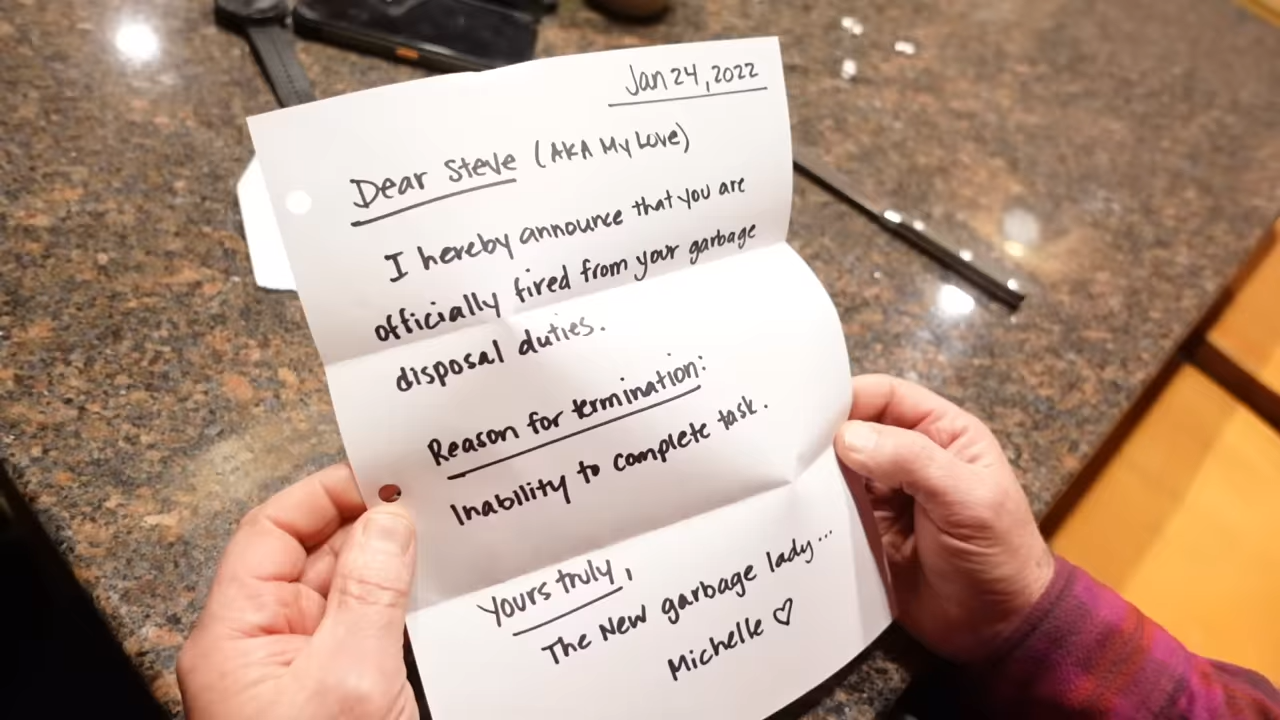 Jan 24, 2022
Dear Steve (AKA My Love)
I hereby announce that you are
officially fired from your garbage
disposal duties.
Reason for termination:
Inability to complete task.
Yours truly,
The New garbage lady...
Michelle ♡